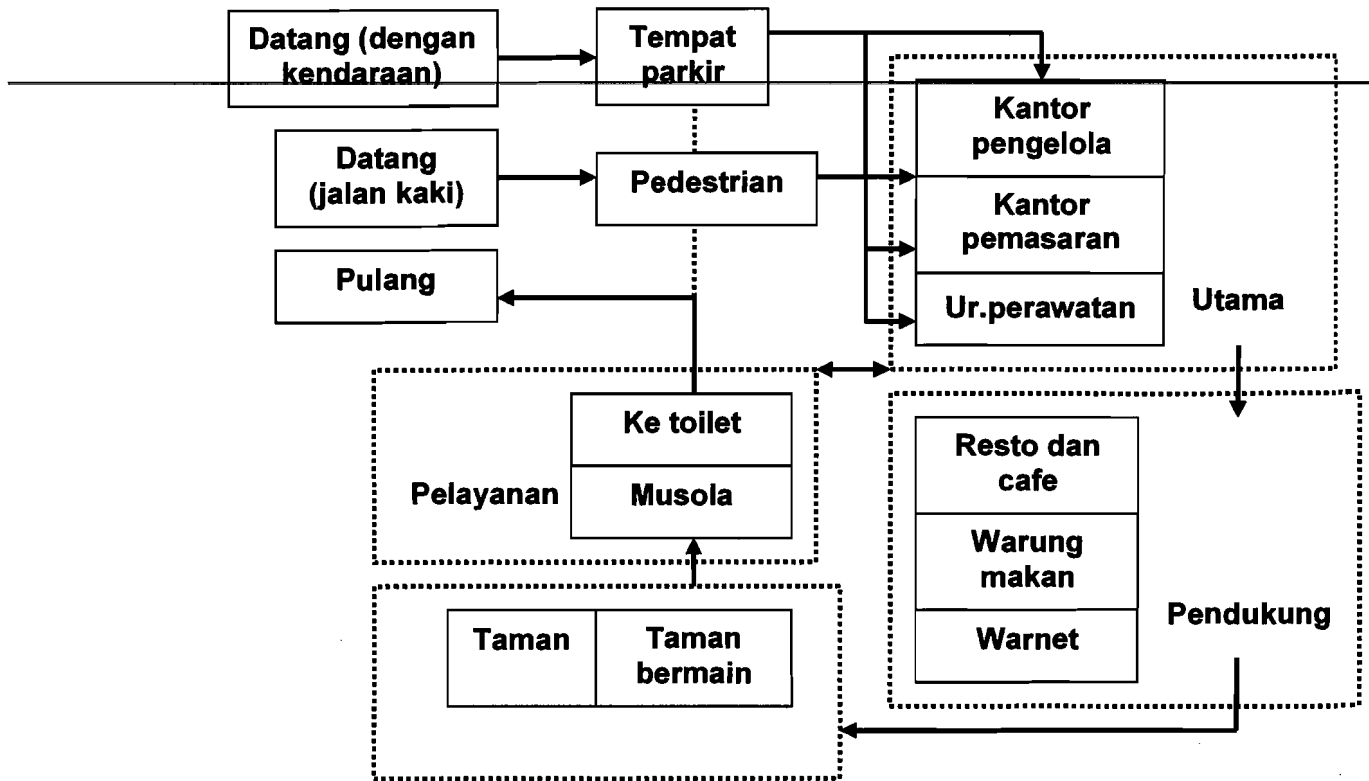 Datang (dengan
kendaraan)
Tempat
parkir
Kantor
pengelola
Datang
(jalan kaki)
Pedestrian
Kantor
pemasaran
Pulang
Ur.perawatan
Utama
Ke toilet
Pelayanan
Musola
Resto dan
cafe
Warung
makan
Pendukung
Warnet
Taman
Taman
bermain